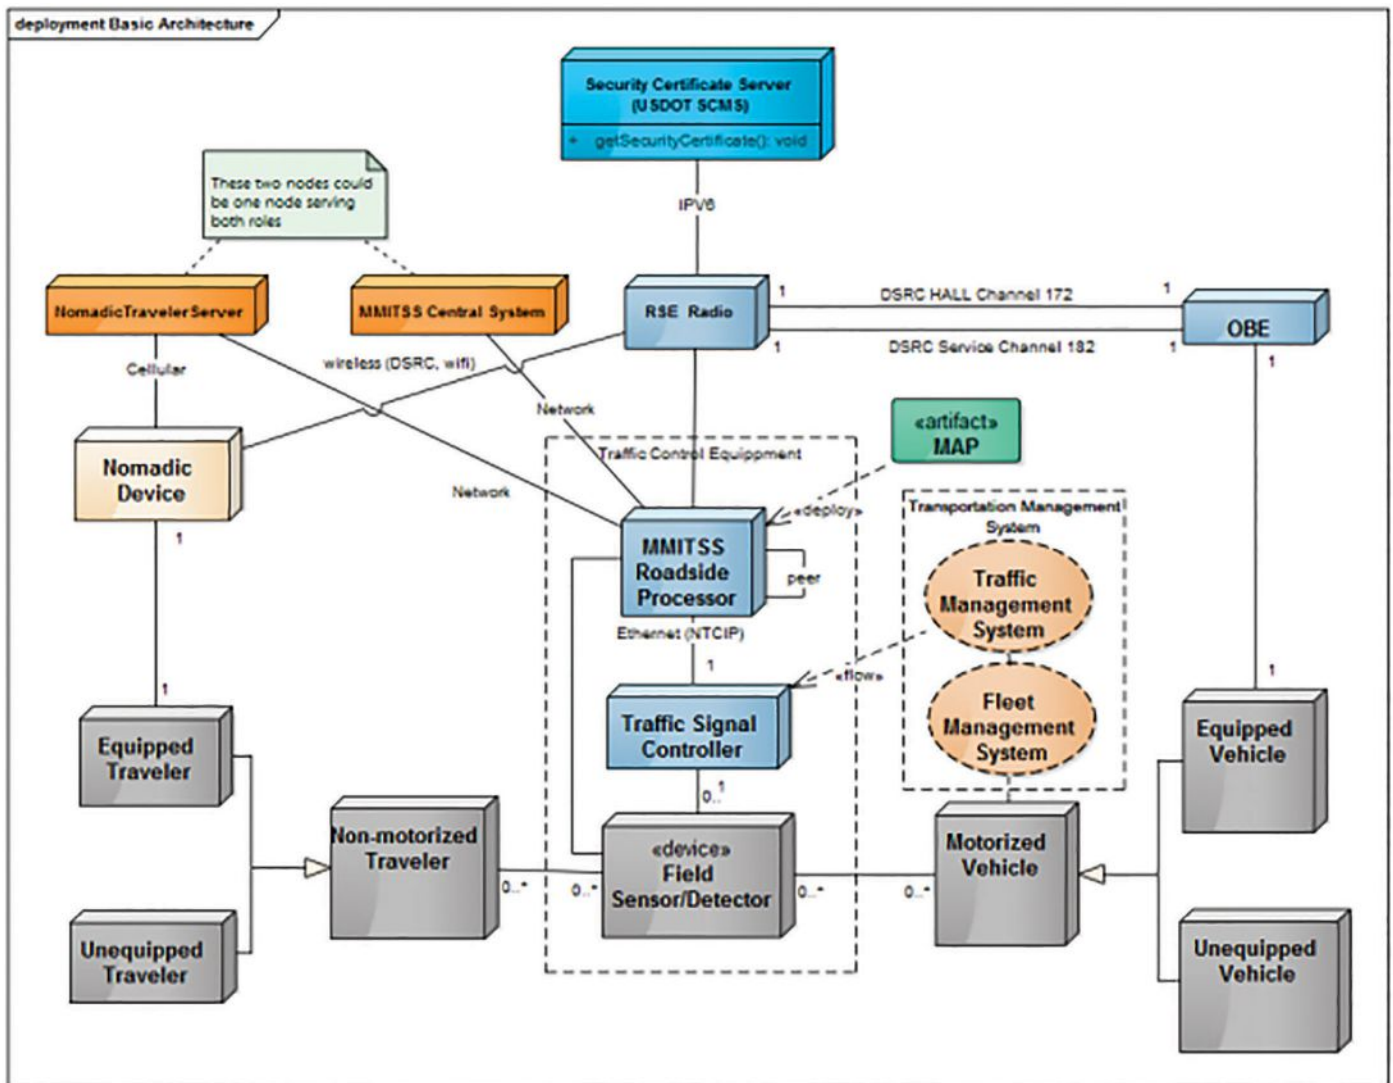 deployment Basic Architecture
Security Certificate Server
(USDOT SCMS)
+ getSecurityCertificate(): void
These two nodes could
be one node serving
both roles
IPV6
NomadicTravelerServer
MMITSS Central System
RSE Radio
1
DSRC HALL Channel 172
1
OBE
1
DSRC Service Channel 182
1
1
Cellular
wireless (DSRC, wifi)
Network
Network
«artifact»
MAP
Nomadic
Device
1
Traffic Control Equippment
«deploy»
MMITSS
Roadside
Processor
peer
Ethernet (NTCIP)
1
Transportation Management
System
Traffic
Management
System
«flow»
Fleet
Management
System
1
1
Equipped
Traveler
Traffic Signal
Controller
Equipped
Vehicle
1
0..
Non-motorized
Traveler
0..*
0..*
«device»
Field
Sensor/Detector
0..*
0..*
Motorized
Vehicle
Unequipped
Traveler
Unequipped
Vehicle